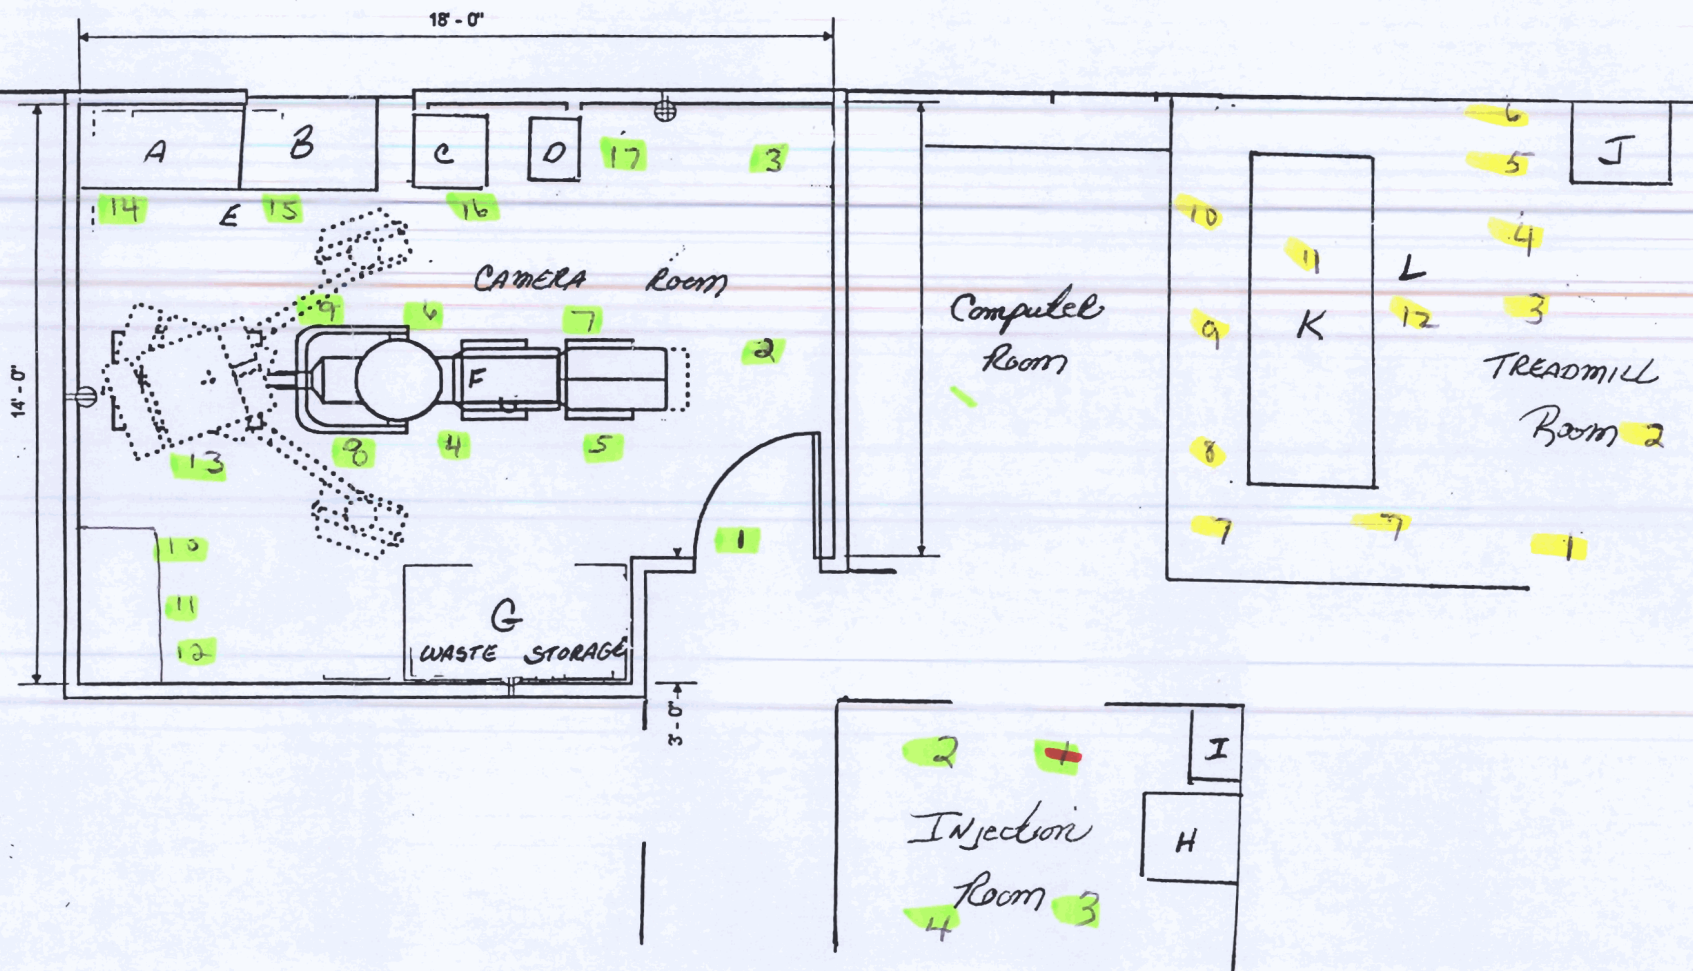 18' - 0"
A
B
C
D
17
3
14
E
15
16
CAMERA ROOM
9
6
7
2
F
14' - 0"
13
8
4
5
1
10
11
12
G
WASTE STORAGE
3' - 0"
Computer
Room
6
J
5
10
4
11
L
12
3
9
K
TREADMILL
Room 2
8
7
7
1
2
1
I
Injection
H
Room 3
4